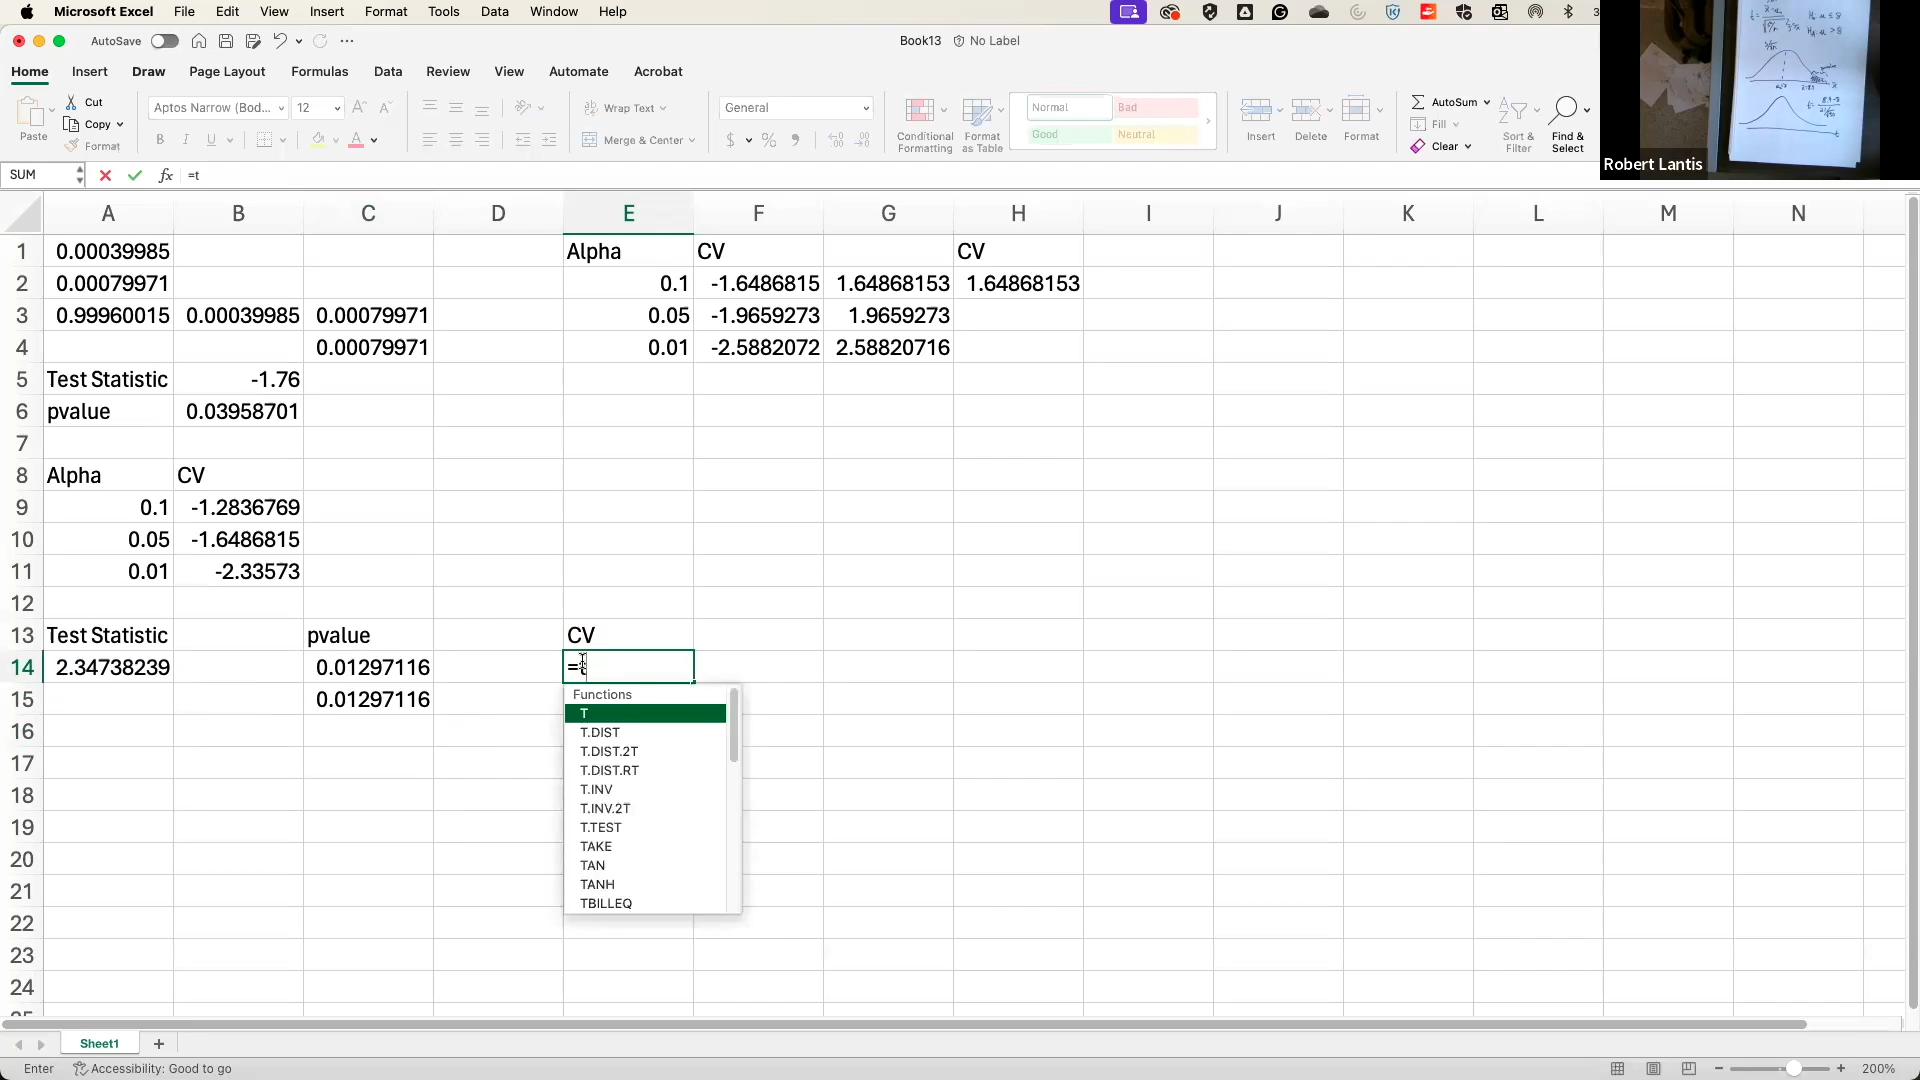 Microsoft Excel File Edit View Insert Format Tools Data Window Help
AutoSave
Book13 No Label
Home Insert Draw Page Layout Formulas Data Review View Automate Acrobat
Paste
Cut
Copy
Format
Aptos Narrow (Bod... 12
B I U
Wrap Text
Merge & Center
General
$ % 9
Conditional Formatting
Format as Table
Normal Bad
Good Neutral
Insert Delete Format
AutoSum
Fill
Clear
Sort & Filter
Find & Select
Robert Lantis
SUM fx =t
A B C D E F G H I J K L M N
1 0.00039985 Alpha CV CV
2 0.00079971 0.1 -1.6486815 1.64868153 1.64868153
3 0.99960015 0.00039985 0.00079971 0.05 -1.9659273 1.9659273
4 0.00079971 0.01 -2.5882072 2.58820716
5 Test Statistic -1.76
6 pvalue 0.03958701
7
8 Alpha CV
9 0.1 -1.2836769
10 0.05 -1.6486815
11 0.01 -2.33573
12
13 Test Statistic pvalue CV
14 2.34738239 0.01297116 =t
15 0.01297116
Functions
T
16 T.DIST
T.DIST.2T
17 T.DIST.RT
18 T.INV
T.INV.2T
19 T.TEST
TAKE
20 TAN
21 TANH
TBILLEQ
22
23
24
Sheet1 +
Enter Accessibility: Good to go 200%